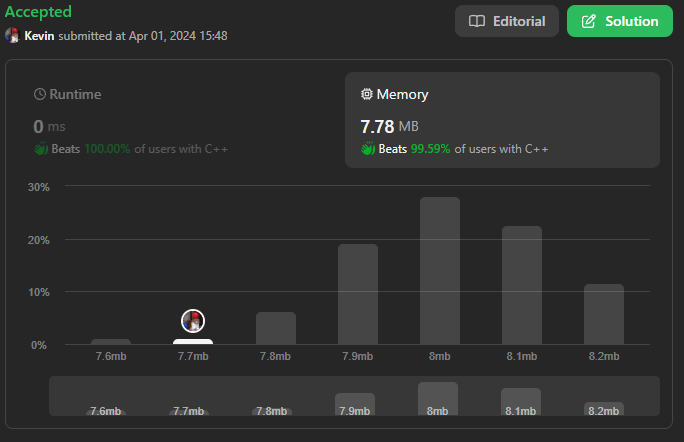 Accepted
Editorial
Solution
Kevin submitted at Apr 01, 2024 15:48
Runtime
0 ms
Beats 100.00% of users with C++
Memory
7.78 MB
Beats 99.59% of users with C++
30%
20%
10%
0%
7.6mb 7.7mb 7.8mb 7.9mb 8mb 8.1mb 8.2mb
7.6mb 7.7mb 7.8mb 7.9mb 8mb 8.1mb 8.2mb